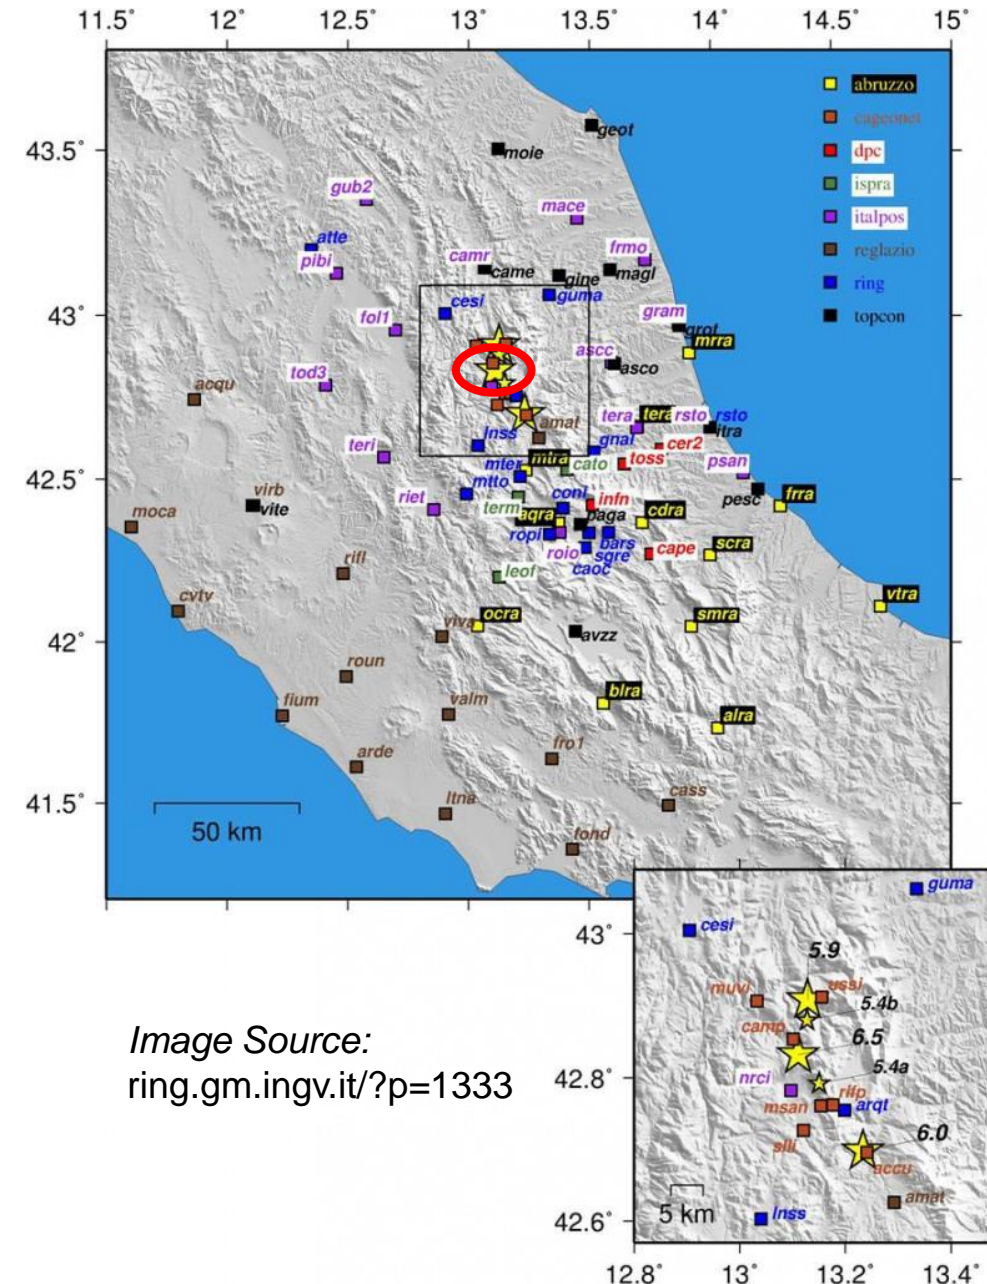 11.5˚ 12˚ 12.5˚ 13˚ 13.5˚ 14˚ 14.5˚ 15˚
abruzzo
cageonet
43.5˚
geot
moie
dpc
ispra
gub2
italpos
mace
reglazio
atte
pibi
camr
came
frmo
magl
gine
ring
topcon
43˚
cesi
guma
fol1
gram
grot
mrra
ascc
asco
tod3
acqu
tera
tera
rsto
rsto
itra
amat
lnss
gnal
cer2
teri
42.5˚
mter
mtra
cato
toss
psan
mtto
virb
vite
riet
term
coni
infn
pesc
frra
moca
aqra
paga
cdra
ropi
bars
sgre
roio
caoc
cape
scra
rifl
leof
cvtv
vtra
42˚
ocra
viva
avzz
smra
roun
blra
fium
valm
alra
arde
fro1
41.5˚
ltna
cass
50 km
fond
guma
43˚
cesi
5.9
muvi
ussi
5.4b
camp
6.5
5.4a
42.8˚
nrci
msan
rifp
arqt
slli
6.0
accu
amat
5 km
42.6˚
lnss
12.8˚ 13˚ 13.2˚ 13.4˚
Image Source:
ring.gm.ingv.it/?p=1333